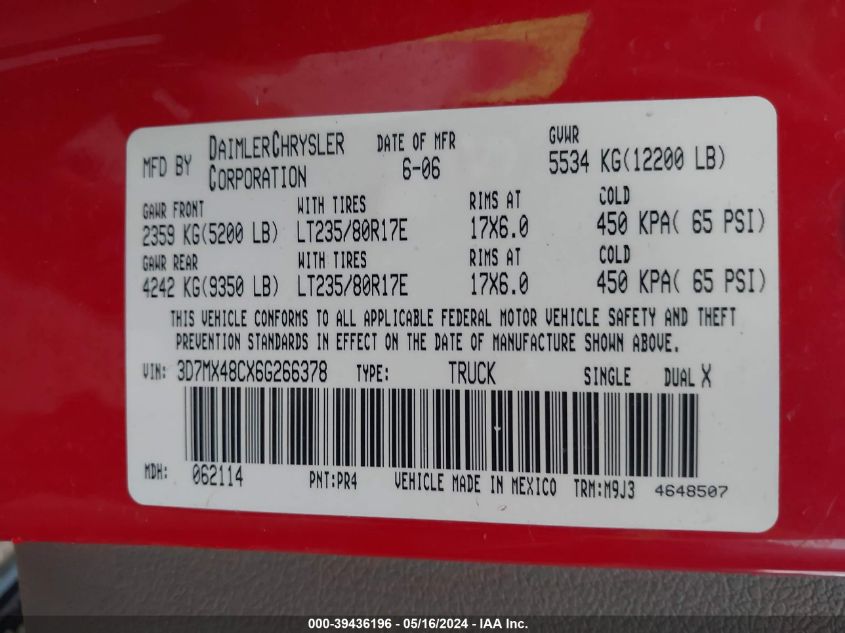 MFD BY DAIMLERCHRYSLER CORPORATION DATE OF MFR 6-06 GVWR 5534 KG(12200 LB)
GAWR FRONT WITH TIRES RIMS AT COLD
2359 KG(5200 LB) LT235/80R17E 17X6.0 450 KPA( 65 PSI)
GAWR REAR WITH TIRES RIMS AT COLD
4242 KG(9350 LB) LT235/80R17E 17X6.0 450 KPA( 65 PSI)
THIS VEHICLE CONFORMS TO ALL APPLICABLE FEDERAL MOTOR VEHICLE SAFETY AND THEFT
PREVENTION STANDARDS IN EFFECT ON THE DATE OF MANUFACTURE SHOWN ABOVE.
VIN: 3D7MX48CX6G266378 TYPE: TRUCK SINGLE DUAL X
MDH: 062114 PNT:PR4 VEHICLE MADE IN MEXICO TRM:M9J3 4648507
000-39436196 - 05/16/2024 - IAA Inc.